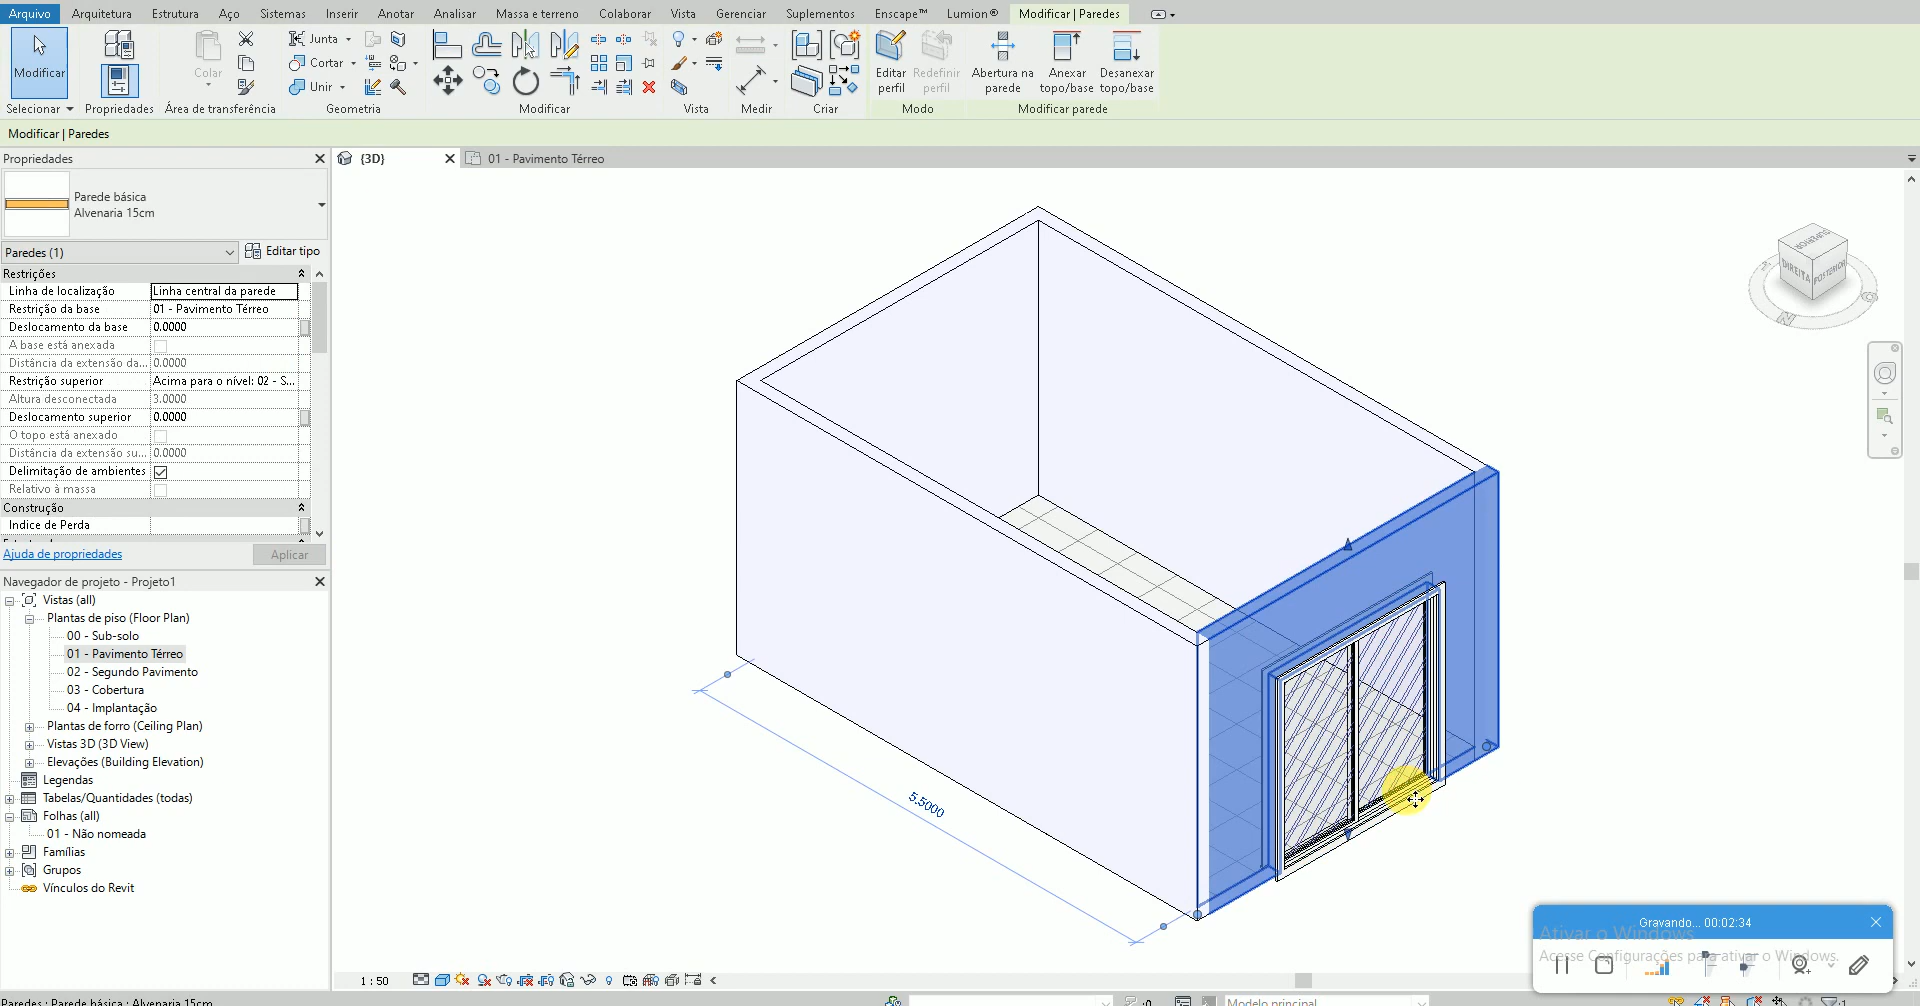 Arquivo Arquitetura Estrutura Aço Sistemas Inserir Anotar Analisar Massa e terreno Colaborar Vista Gerenciar Suplementos Enscape™ Lumion® Modificar | Paredes
Modificar
Colar
Junta
Cortar
Unir
Editar perfil
Redefinir perfil
Abertura na parede
Anexar topo/base
Desanexar topo/base
Selecionar Propriedades Área de transferência Geometria Modificar Vista Medir Criar Modo Modificar parede
Modificar | Paredes
Propriedades
{3D} 01 - Pavimento Térreo
Parede básica
Alvenaria 15cm
Paredes (1) Editar tipo
Restrições
Linha de localização Linha central da parede
Restrição da base 01 - Pavimento Térreo
Deslocamento da base 0.0000
A base está anexada
Distância da extensão da... 0.0000
Restrição superior Acima para o nível: 02 - S...
Altura desconectada 3.0000
Deslocamento superior 0.0000
O topo está anexado
Distância da extensão su... 0.0000
Delimitação de ambientes
Relativo à massa
Construção
Indice de Perda
Ajuda de propriedades Aplicar
Navegador de projeto - Projeto1
Vistas (all)
Plantas de piso (Floor Plan)
00 - Sub-solo
01 - Pavimento Térreo
02 - Segundo Pavimento
03 - Cobertura
04 - Implantação
Plantas de forro (Ceiling Plan)
Vistas 3D (3D View)
Elevações (Building Elevation)
Legendas
Tabelas/Quantidades (todas)
Folhas (all)
01 - Não nomeada
Famílias
Grupos
Vínculos do Revit
SUPERIOR
DIREITA
POSTERIOR
N
5.5000
Gravando... 00:02:34
Ativar o Windows
Acesse Configurações para ativar o Windows.
1 : 50
Paredes : Parede básica : Alvenaria 15cm
:0
Modelo principal
:1